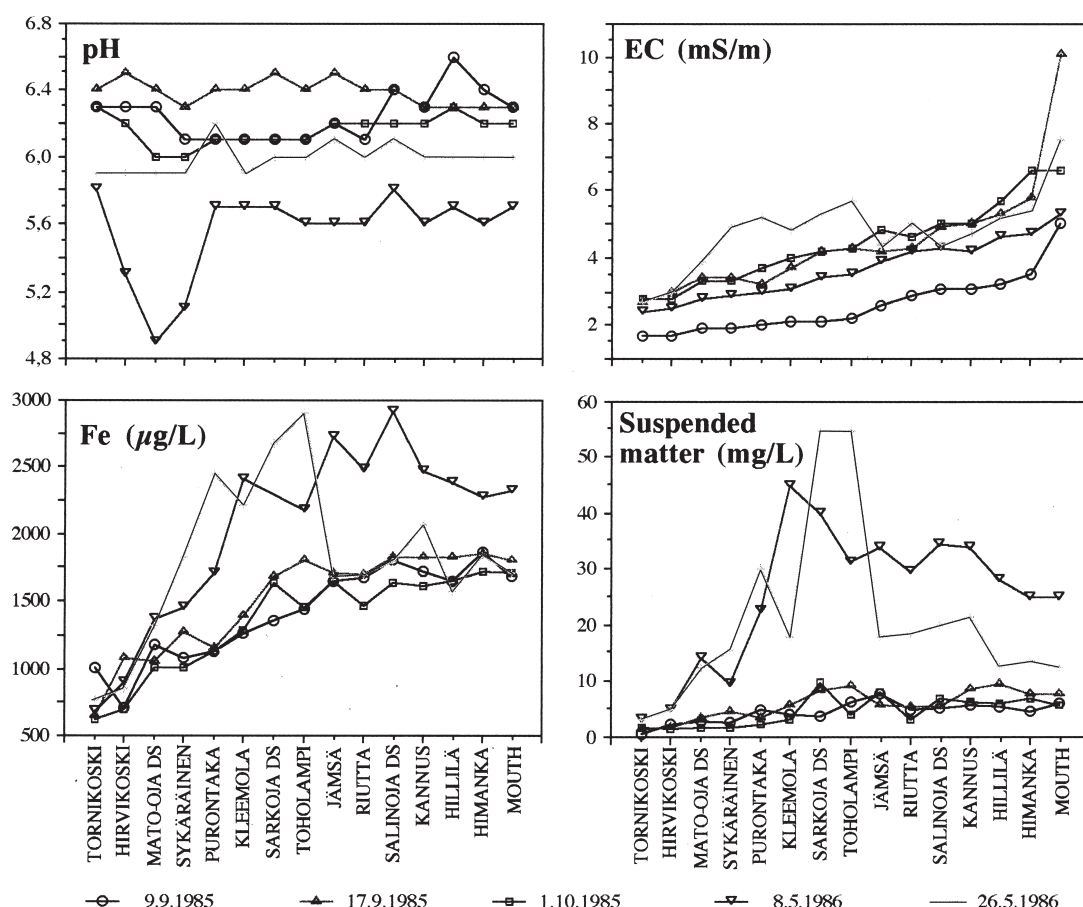 pH
6.8
6.4
6.0
5.6
5.2
4,8
EC (mS/m)
10
8
6
4
2
Fe (µg/L)
3000
2500
2000
1500
1000
500
Suspended
matter (mg/L)
60
50
40
30
20
10
0
TORNIKOSKI
HIRVIKOSKI
MATO-OJA DS
SYKÄRÄINEN
PURONTAKA
KLEEMOLA
SARKOJA DS
TOHOLAMPI
JÄMSÄ
RIUTTA
SALINOJA DS
KANNUS
HILLILÄ
HIMANKA
MOUTH
TORNIKOSKI
HIRVIKOSKI
MATO-OJA DS
SYKÄRÄINEN
PURONTAKA
KLEEMOLA
SARKOJA DS
TOHOLAMPI
JÄMSÄ
RIUTTA
SALINOJA DS
KANNUS
HILLILÄ
HIMANKA
MOUTH
9.9.1985 17.9.1985 1.10.1985 8.5.1986 26.5.1986